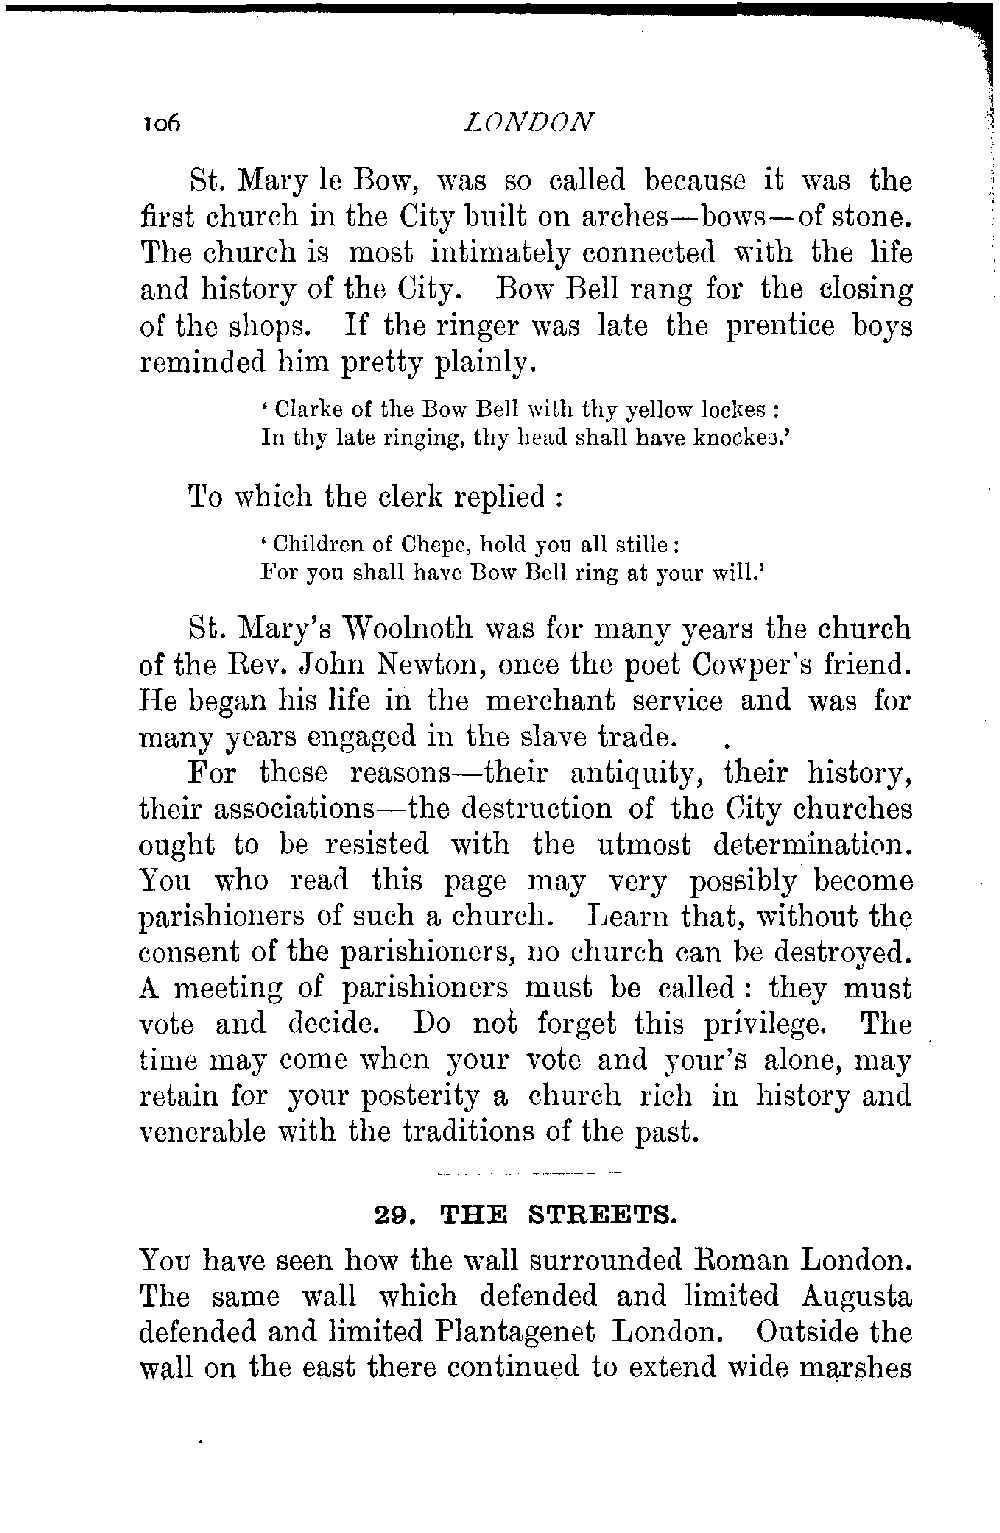 106 LONDON
St. Mary le Bow, was so called because it was the
first church in the City built on arches—bows—of stone.
The church is most intimately connected with the life
and history of the City. Bow Bell rang for the closing
of the shops. If the ringer was late the prentice boys
reminded him pretty plainly.
‘ Clarke of the Bow Bell with thy yellow lockes :
In thy late ringing, thy head shall have knockes.’
To which the clerk replied :
‘ Children of Chepe, hold you all stille :
For you shall have Bow Bell ring at your will.’
St. Mary's Woolnoth was for many years the church
of the Rev. John Newton, once the poet Cowper's friend.
He began his life in the merchant service and was for
many years engaged in the slave trade.
For these reasons—their antiquity, their history,
their associations—the destruction of the City churches
ought to be resisted with the utmost determination.
You who read this page may very possibly become
parishioners of such a church. Learn that, without the
consent of the parishioners, no church can be destroyed.
A meeting of parishioners must be called : they must
vote and decide. Do not forget this privilege. The
time may come when your vote and your's alone, may
retain for your posterity a church rich in history and
venerable with the traditions of the past.
29. THE STREETS.
You have seen how the wall surrounded Roman London.
The same wall which defended and limited Augusta
defended and limited Plantagenet London. Outside the
wall on the east there continued to extend wide marshes